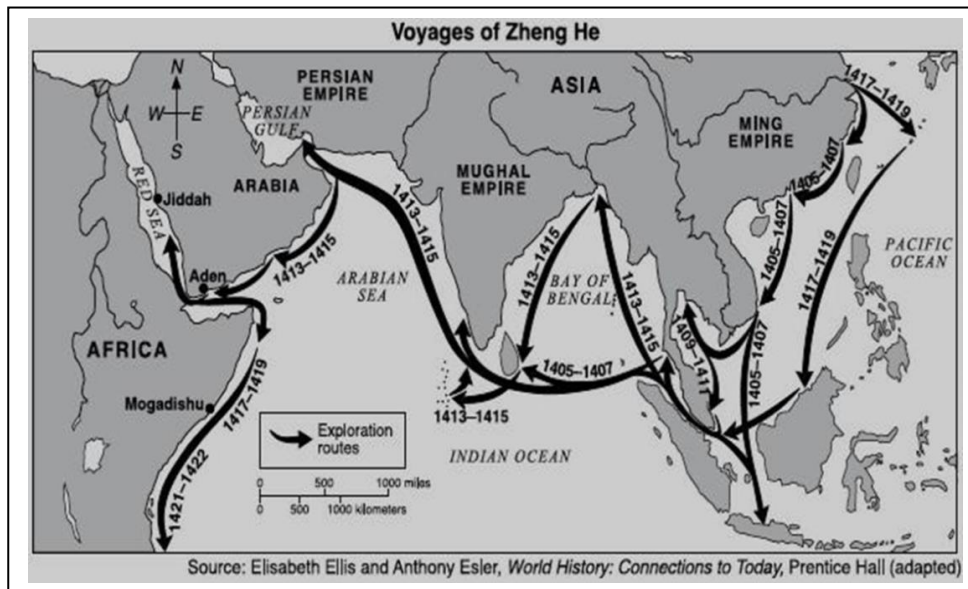 Voyages of Zheng He
N
W
E
S
PERSIAN
EMPIRE
PERSIAN
GULF
ASIA
MING
EMPIRE
1417–1419
1405–1407
RED SEA
Jiddah
ARABIA
MUGHAL
EMPIRE
1413–1415
1413–1415
1413–1415
1405–1407
1417–1419
PACIFIC
OCEAN
Aden
ARABIAN
SEA
BAY OF
BENGAL
1413–1415
1409–1411
1405–1407
AFRICA
1405–1407
Mogadishu
1417–1419
1413–1415
Exploration
routes
INDIAN OCEAN
0 500 1000 miles
0 500 1000 kilometers
1421–1422
Source: Elisabeth Ellis and Anthony Esler, World History: Connections to Today, Prentice Hall (adapted)